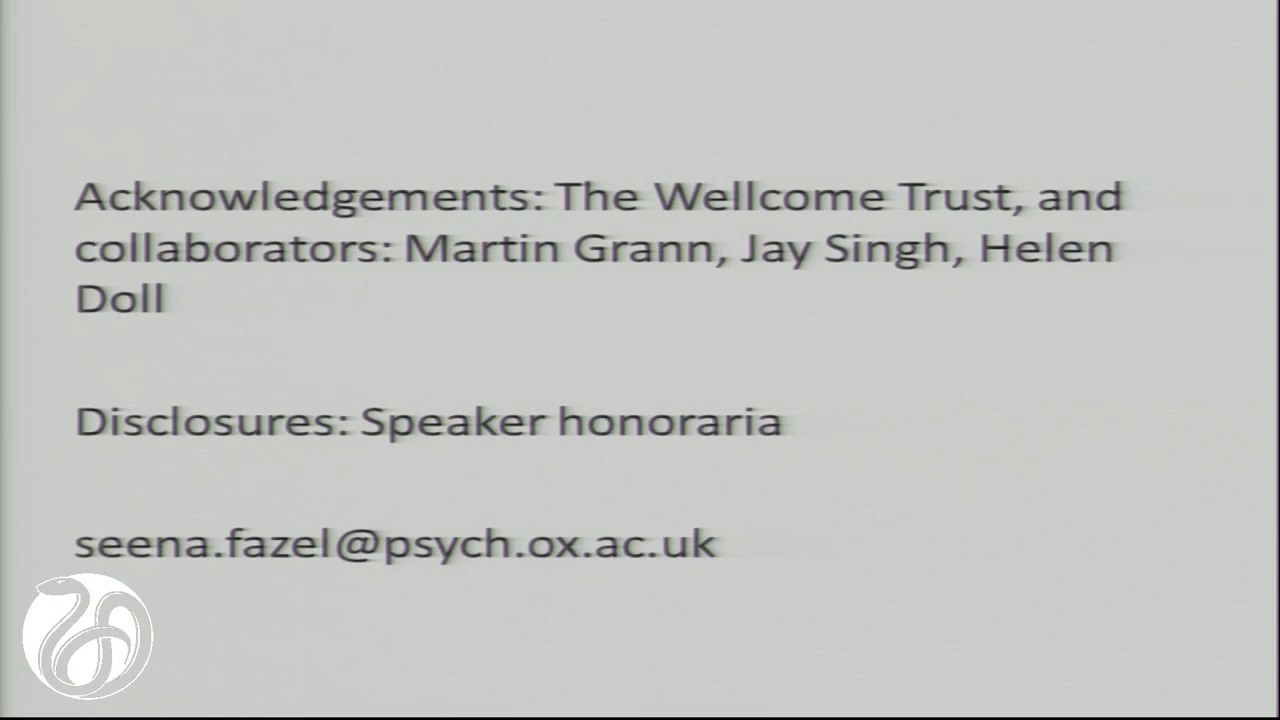 Acknowledgements: The Wellcome Trust, and
collaborators: Martin Grann, Jay Singh, Helen
Doll
Disclosures: Speaker honoraria
seena.fazel@psych.ox.ac.uk